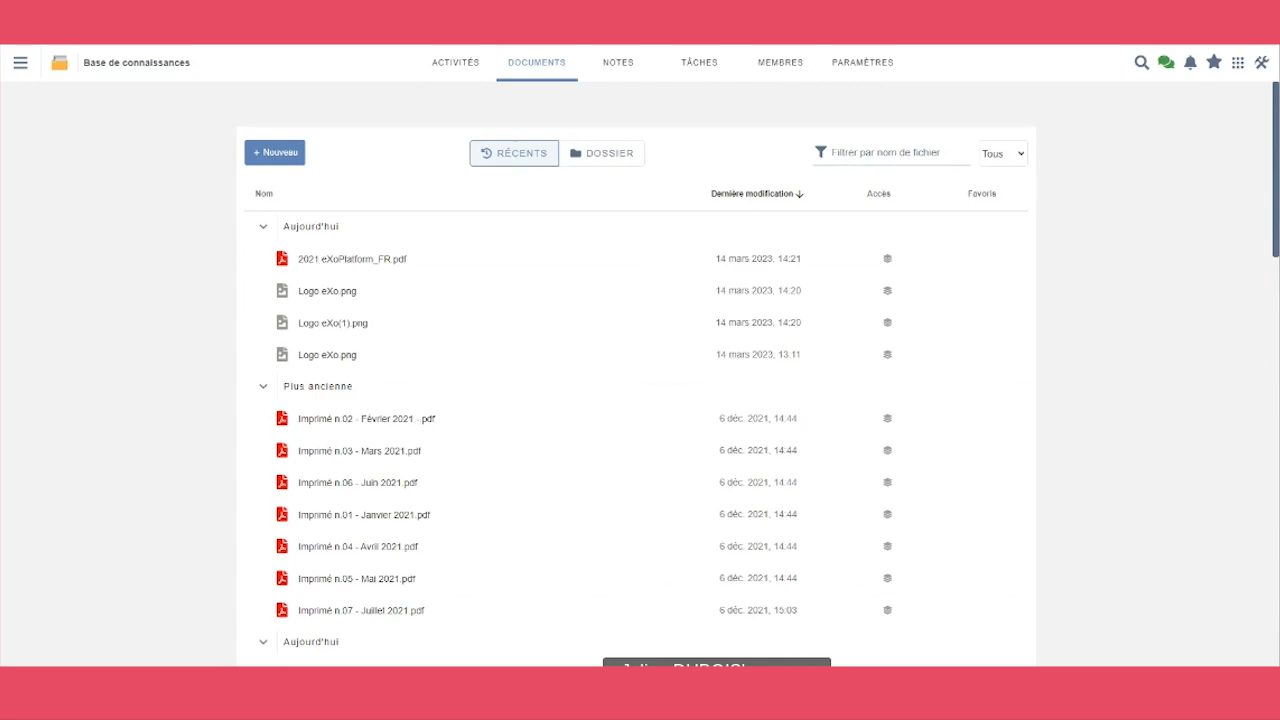 Base de connaissances
ACTIVITÉS DOCUMENTS NOTES TÂCHES MEMBRES PARAMÈTRES
+ Nouveau
RÉCENTS DOSSIER
Filtrer par nom de fichier
Tous
Nom Dernière modification Accès Favoris
Aujourd'hui
2021 eXoPlatform_FR.pdf 14 mars 2023, 14:21
Logo eXo.png 14 mars 2023, 14:20
Logo eXo(1).png 14 mars 2023, 14:20
Logo eXo.png 14 mars 2023, 13:11
Plus ancienne
Imprimé n.02 - Février 2021 - .pdf 6 déc. 2021, 14:44
Imprimé n.03 - Mars 2021.pdf 6 déc. 2021, 14:44
Imprimé n.06 - Juin 2021.pdf 6 déc. 2021, 14:44
Imprimé n.01 - Janvier 2021.pdf 6 déc. 2021, 14:44
Imprimé n.04 - Avril 2021.pdf 6 déc. 2021, 14:44
Imprimé n.05 - Mai 2021.pdf 6 déc. 2021, 14:44
Imprimé n.07 - Juillet 2021.pdf 6 déc. 2021, 15:03
Aujourd'hui